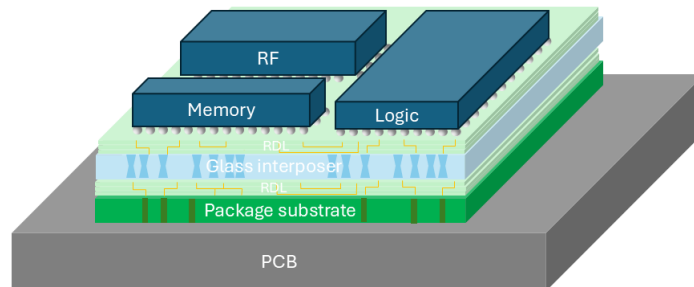 RF
Memory
Logic
RDL
Glass interposer
RDL
Package substrate
PCB